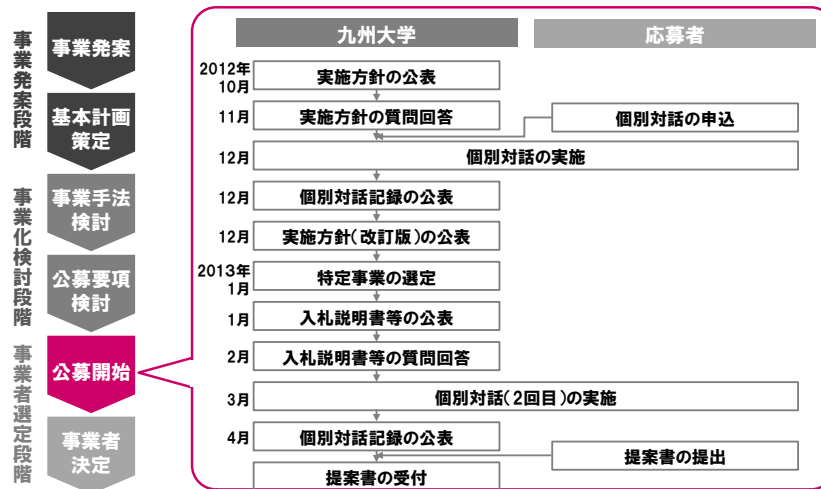 事業発案段階
事業発案
基本計画
策定
事業化検討段階
事業手法
検討
公募要項
検討
事業者選定段階
公募開始
事業者
決定
九州大学
応募者
2012年
10月
実施方針の公表
11月
実施方針の質問回答
個別対話の申込
12月
個別対話の実施
12月
個別対話記録の公表
12月
実施方針(改訂版)の公表
2013年
1月
特定事業の選定
1月
入札説明書等の公表
2月
入札説明書等の質問回答
3月
個別対話(2回目)の実施
4月
個別対話記録の公表
提案書の提出
提案書の受付